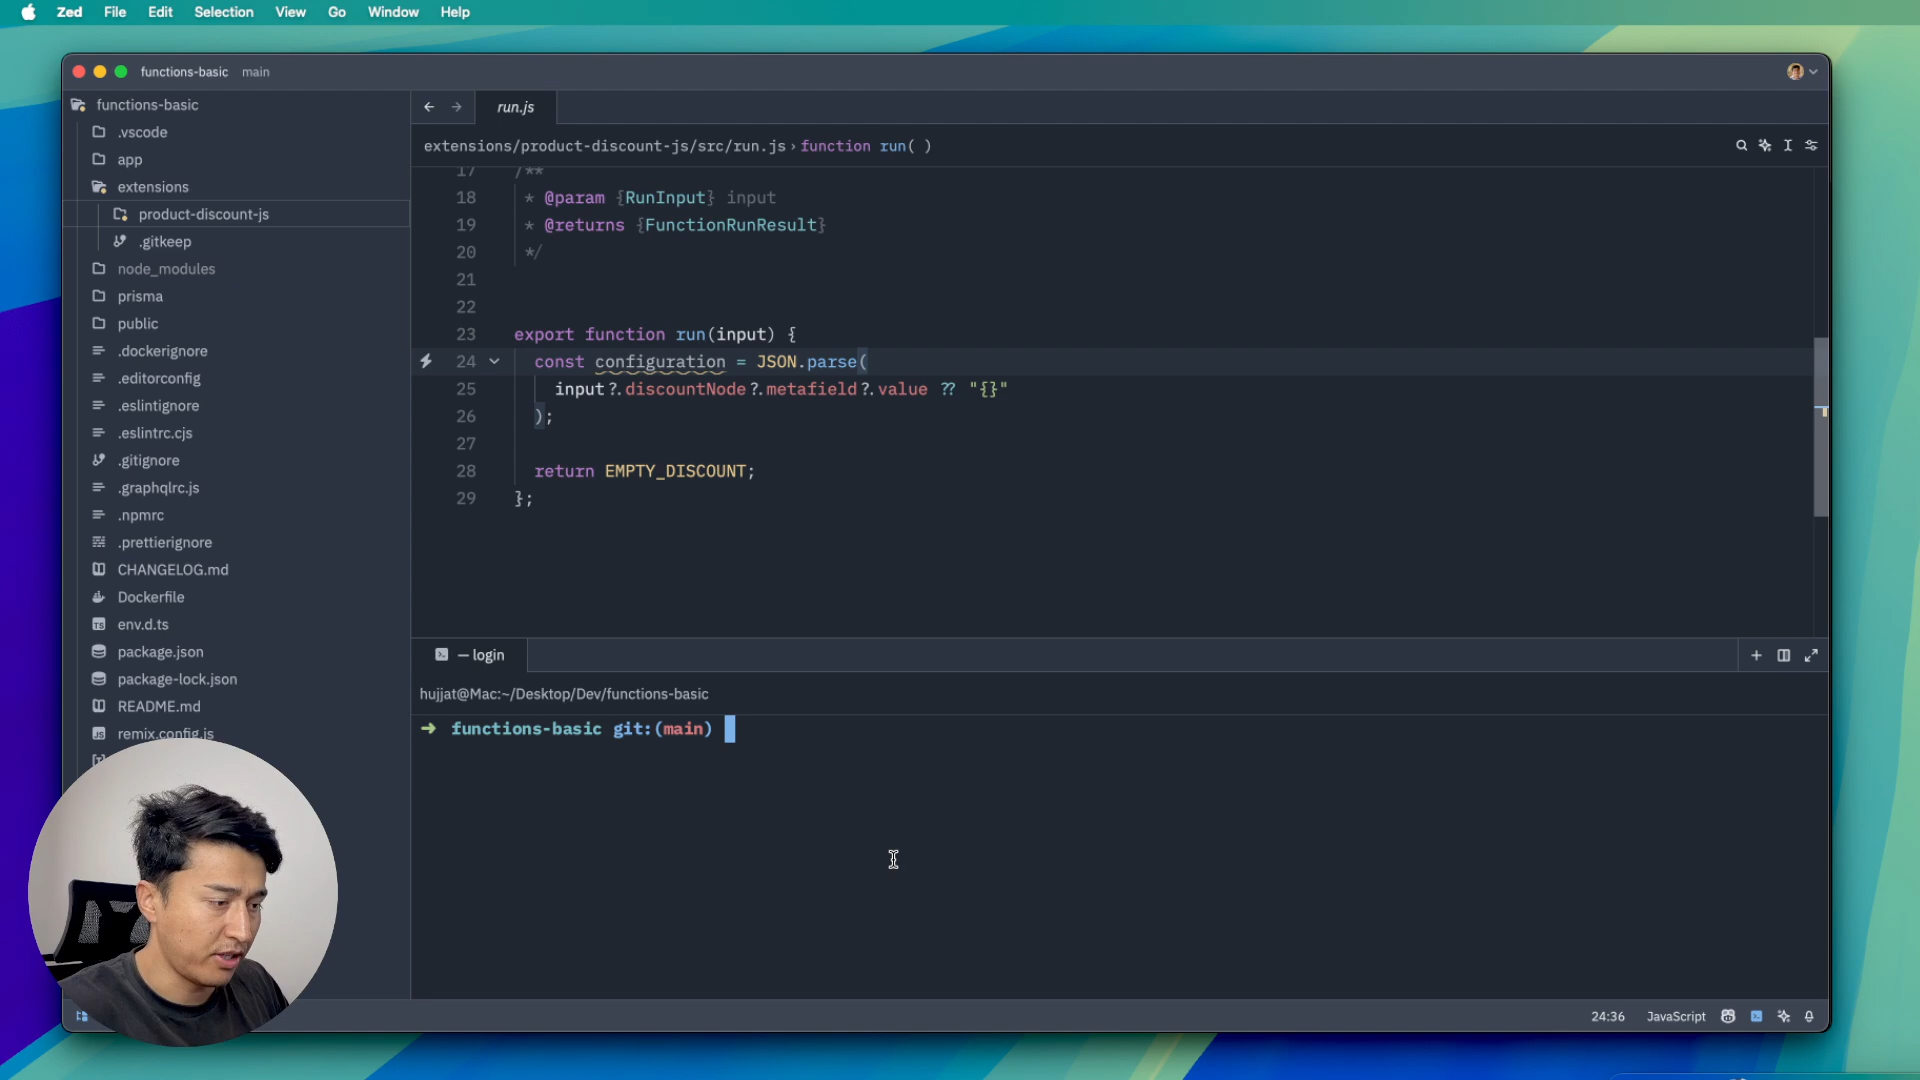 Zed File Edit Selection View Go Window Help
functions-basic main
functions-basic
.vscode
app
extensions
product-discount-js
.gitkeep
node_modules
prisma
public
.dockerignore
.editorconfig
.eslintignore
.eslintrc.cjs
.gitignore
.graphqlrc.js
.npmrc
.prettierignore
CHANGELOG.md
Dockerfile
env.d.ts
package.json
package-lock.json
README.md
remix.config.js
run.js
extensions/product-discount-js/src/run.js › function run( )
17 /**
18 * @param {RunInput} input
19 * @returns {FunctionRunResult}
20 */
21
22
23 export function run(input) {
24 const configuration = JSON.parse(
25 input?.discountNode?.metafield?.value ?? "{}"
26 );
27
28 return EMPTY_DISCOUNT;
29 };
— login
hujjat@Mac:~/Desktop/Dev/functions-basic
➜ functions-basic git:(main)
24:36 JavaScript